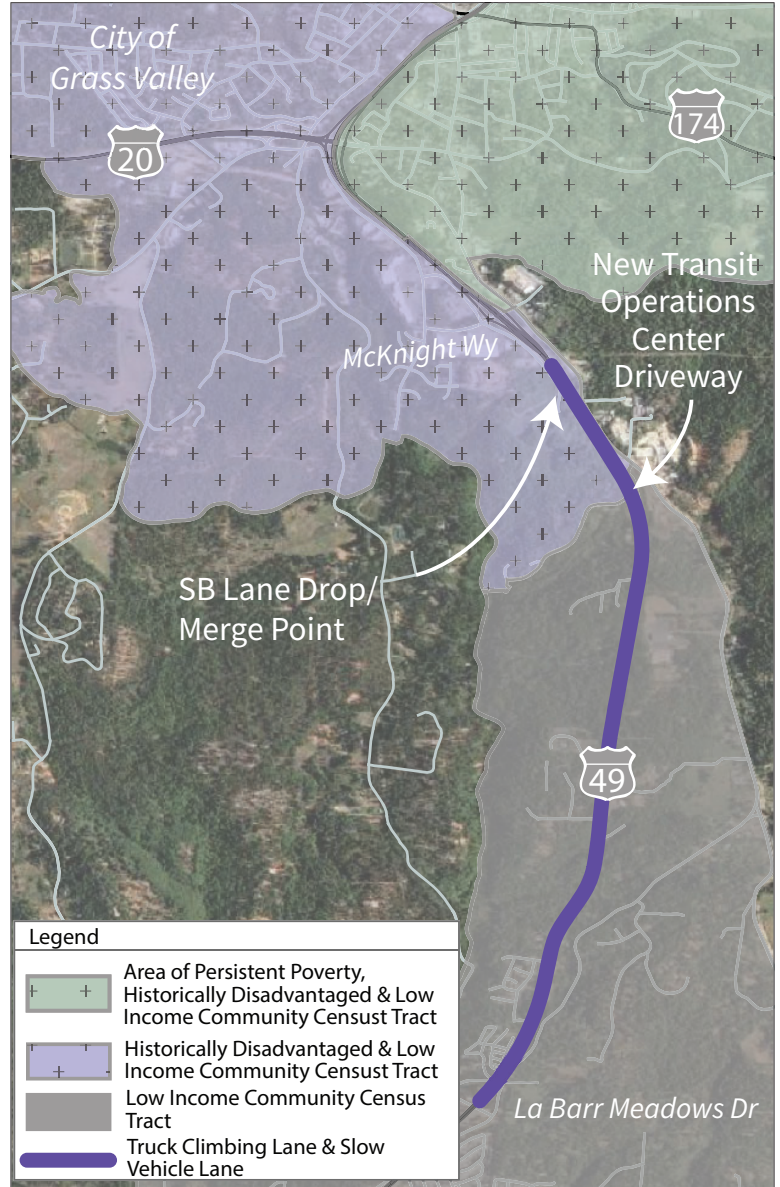 City of
Grass Valley
20
174
New Transit
Operations
Center
Driveway
McKnight Wy
SB Lane Drop/
Merge Point
49
Legend
Area of Persistent Poverty,
Historically Disadvantaged & Low
Income Community Censust Tract
Historically Disadvantaged & Low
Income Community Censust Tract
Low Income Community Census
Tract
Truck Climbing Lane & Slow
Vehicle Lane
La Barr Meadows Dr